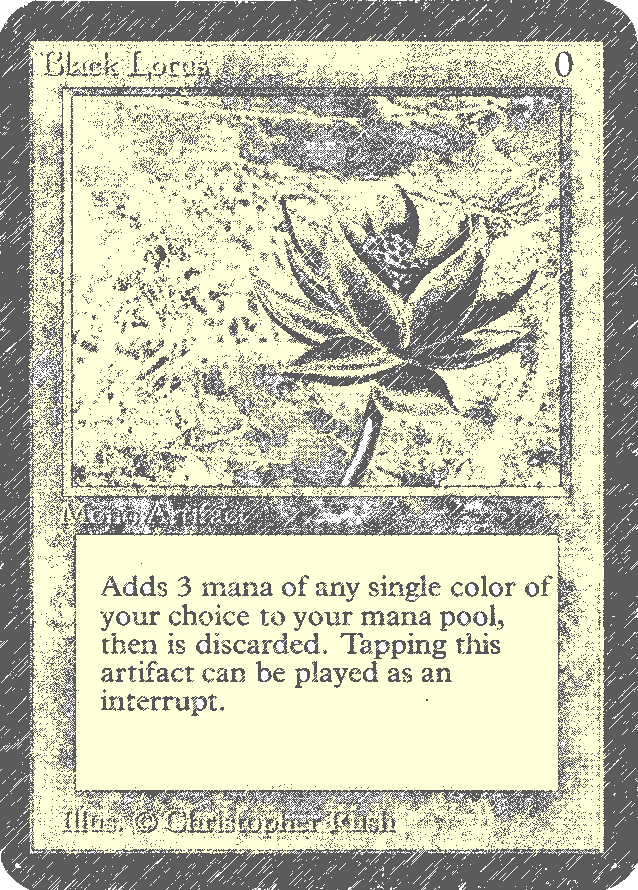 Black Lotus 0
Mono Artifact
Adds 3 mana of any single color of
your choice to your mana pool,
then is discarded. Tapping this
artifact can be played as an
interrupt.
Illus. © Christopher Rush